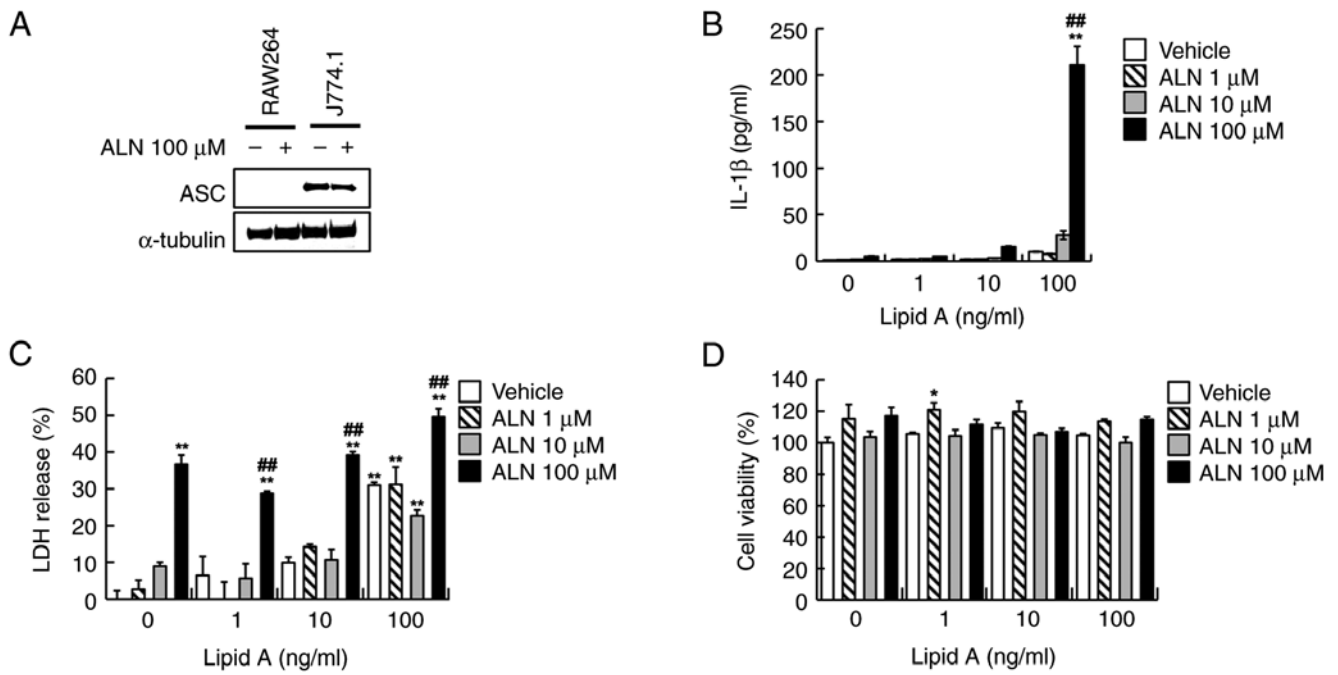 A
RAW264
J774.1
ALN 100 μM − + − +
ASC
α-tubulin
B
IL-1β (pg/ml)
250
200
150
100
50
0
0 1 10 100
Lipid A (ng/ml)
##
**
Vehicle
ALN 1 μM
ALN 10 μM
ALN 100 μM
C
LDH release (%)
60
50
40
30
20
10
0
**
##
**
##
**
** ** **
##
**
0 1 10 100
Lipid A (ng/ml)
Vehicle
ALN 1 μM
ALN 10 μM
ALN 100 μM
D
Cell viability (%)
140
120
100
80
60
40
20
0
*
0 1 10 100
Lipid A (ng/ml)
Vehicle
ALN 1 μM
ALN 10 μM
ALN 100 μM